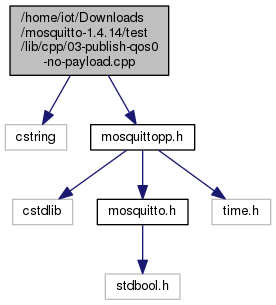 /home/iot/Downloads
/mosquitto-1.4.14/test
/lib/cpp/03-publish-qos0
-no-payload.cpp
cstring
mosquittopp.h
cstdlib
mosquitto.h
time.h
stdbool.h